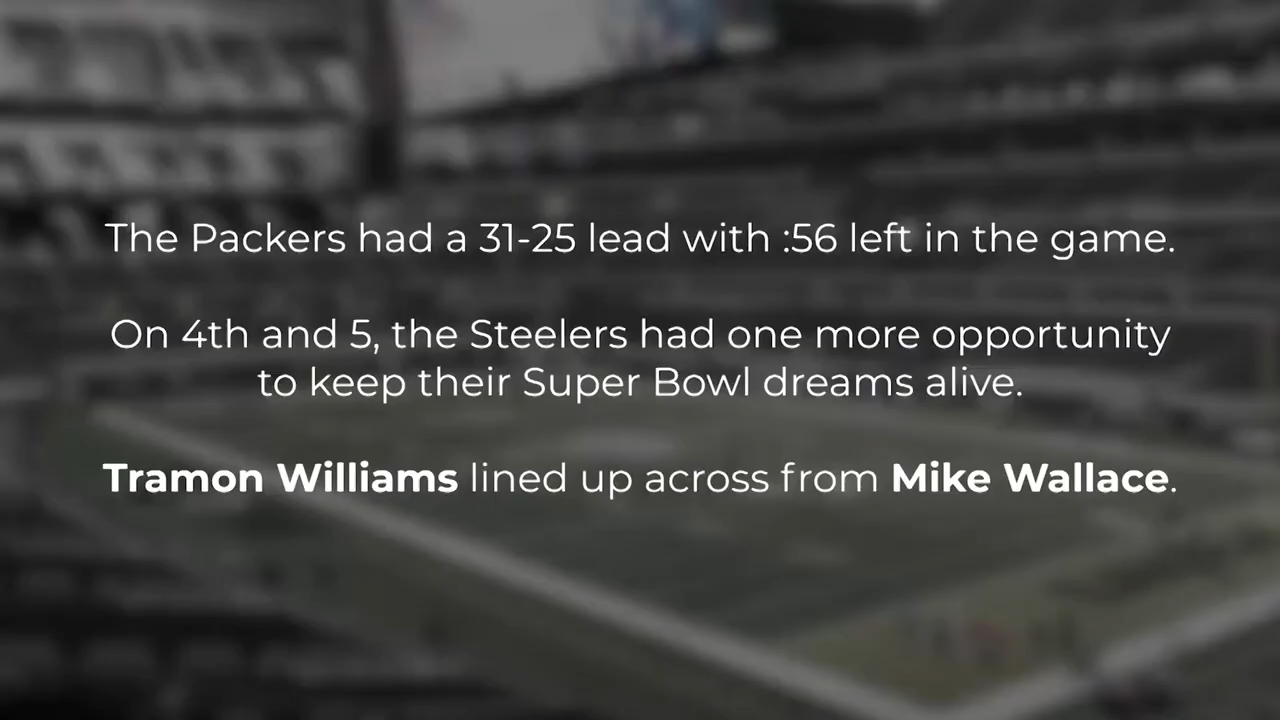 The Packers had a 31-25 lead with :56 left in the game.
On 4th and 5, the Steelers had one more opportunity
to keep their Super Bowl dreams alive.
Tramon Williams lined up across from Mike Wallace.